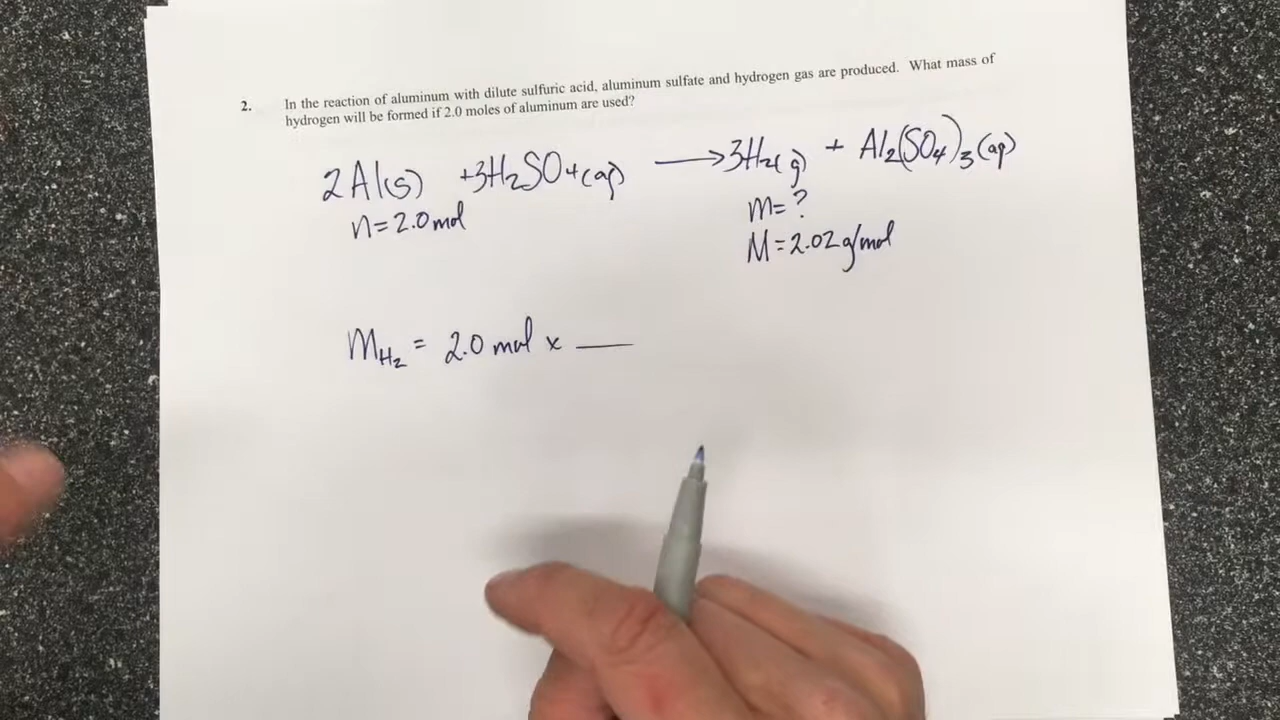 2. In the reaction of aluminum with dilute sulfuric acid, aluminum sulfate and hydrogen gas are produced. What mass of
hydrogen will be formed if 2.0 moles of aluminum are used?
2Al(s) + 3H₂SO₄(aq) → 3H₂(g) + Al₂(SO₄)₃(aq)
n = 2.0 mol
m = ?
M = 2.02 g/mol
m H₂ = 2.0 mol x ___